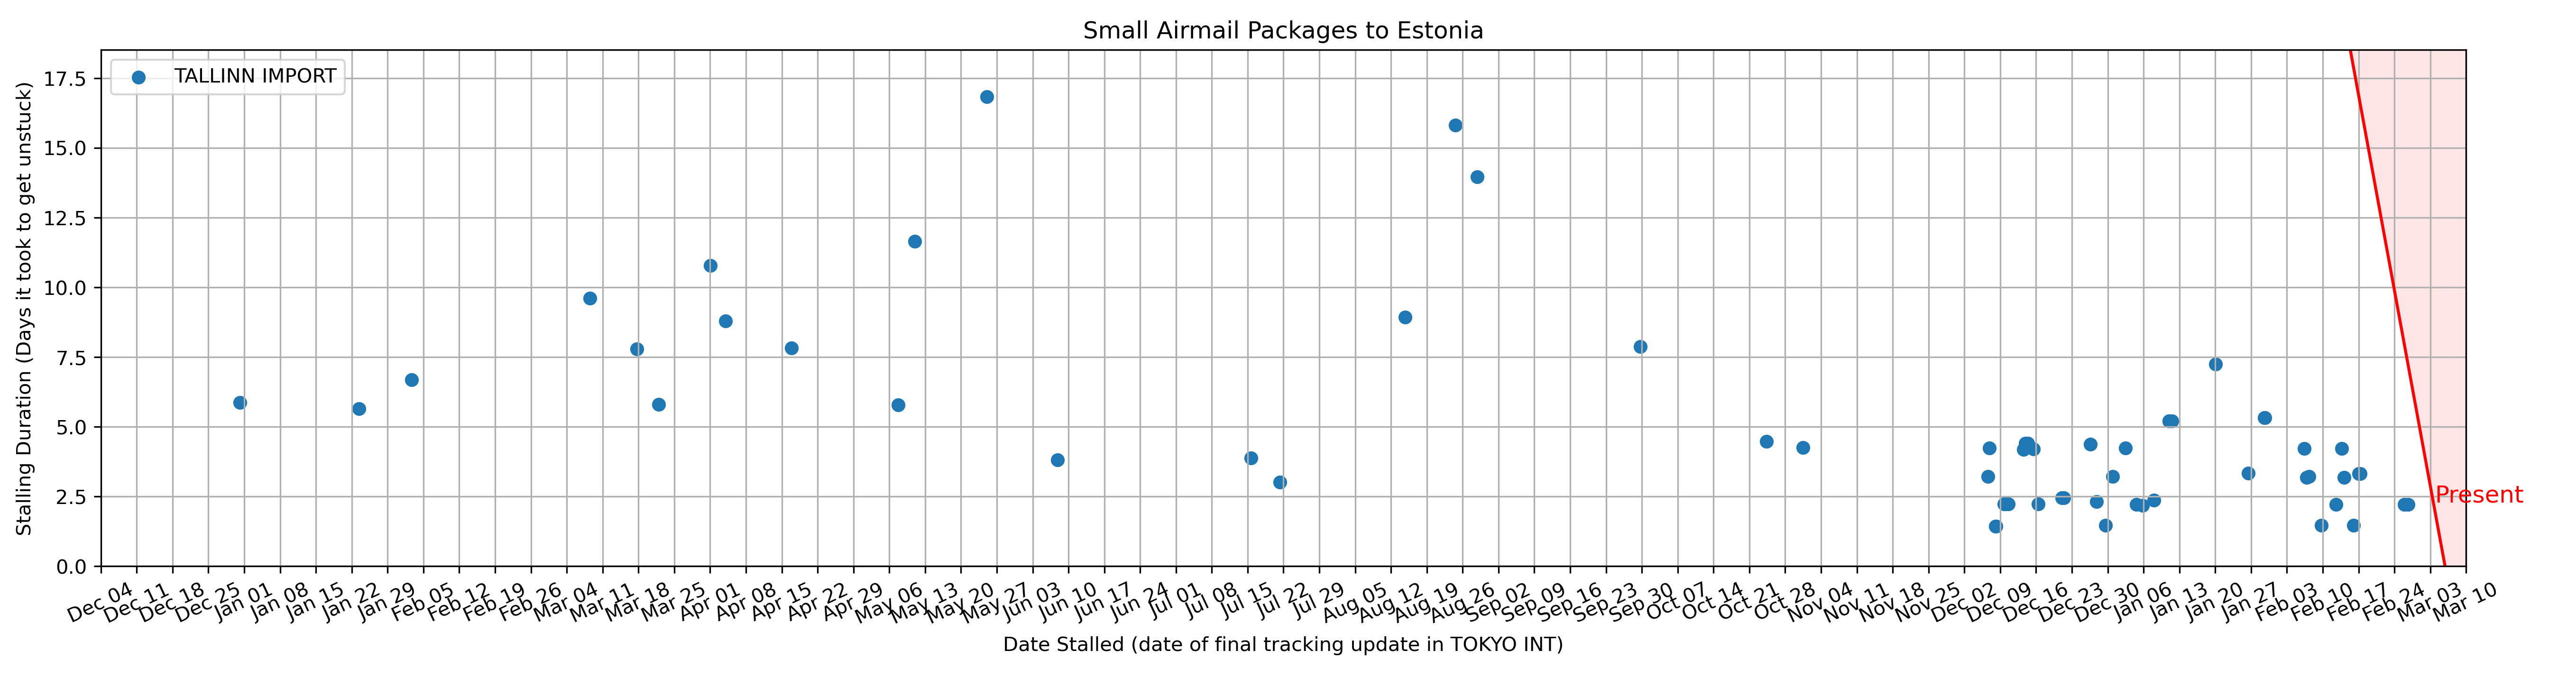 Small Airmail Packages to Estonia
TALLINN IMPORT
Stalling Duration (Days it took to get unstuck)
17.5
15.0
12.5
10.0
7.5
5.0
2.5
0.0
Present
Dec 04 Dec 11 Dec 18 Dec 25 Jan 01 Jan 08 Jan 15 Jan 22 Jan 29 Feb 05 Feb 12 Feb 19 Feb 26 Mar 04 Mar 11 Mar 18 Mar 25 Apr 01 Apr 08 Apr 15 Apr 22 Apr 29 May 06 May 13 May 20 May 27 Jun 03 Jun 10 Jun 17 Jun 24 Jul 01 Jul 08 Jul 15 Jul 22 Jul 29 Aug 05 Aug 12 Aug 19 Aug 26 Sep 02 Sep 09 Sep 16 Sep 23 Sep 30 Oct 07 Oct 14 Oct 21 Oct 28 Nov 04 Nov 11 Nov 18 Nov 25 Dec 02 Dec 09 Dec 16 Dec 23 Dec 30 Jan 06 Jan 13 Jan 20 Jan 27 Feb 03 Feb 10 Feb 17 Feb 24 Mar 03 Mar 10
Date Stalled (date of final tracking update in TOKYO INT)